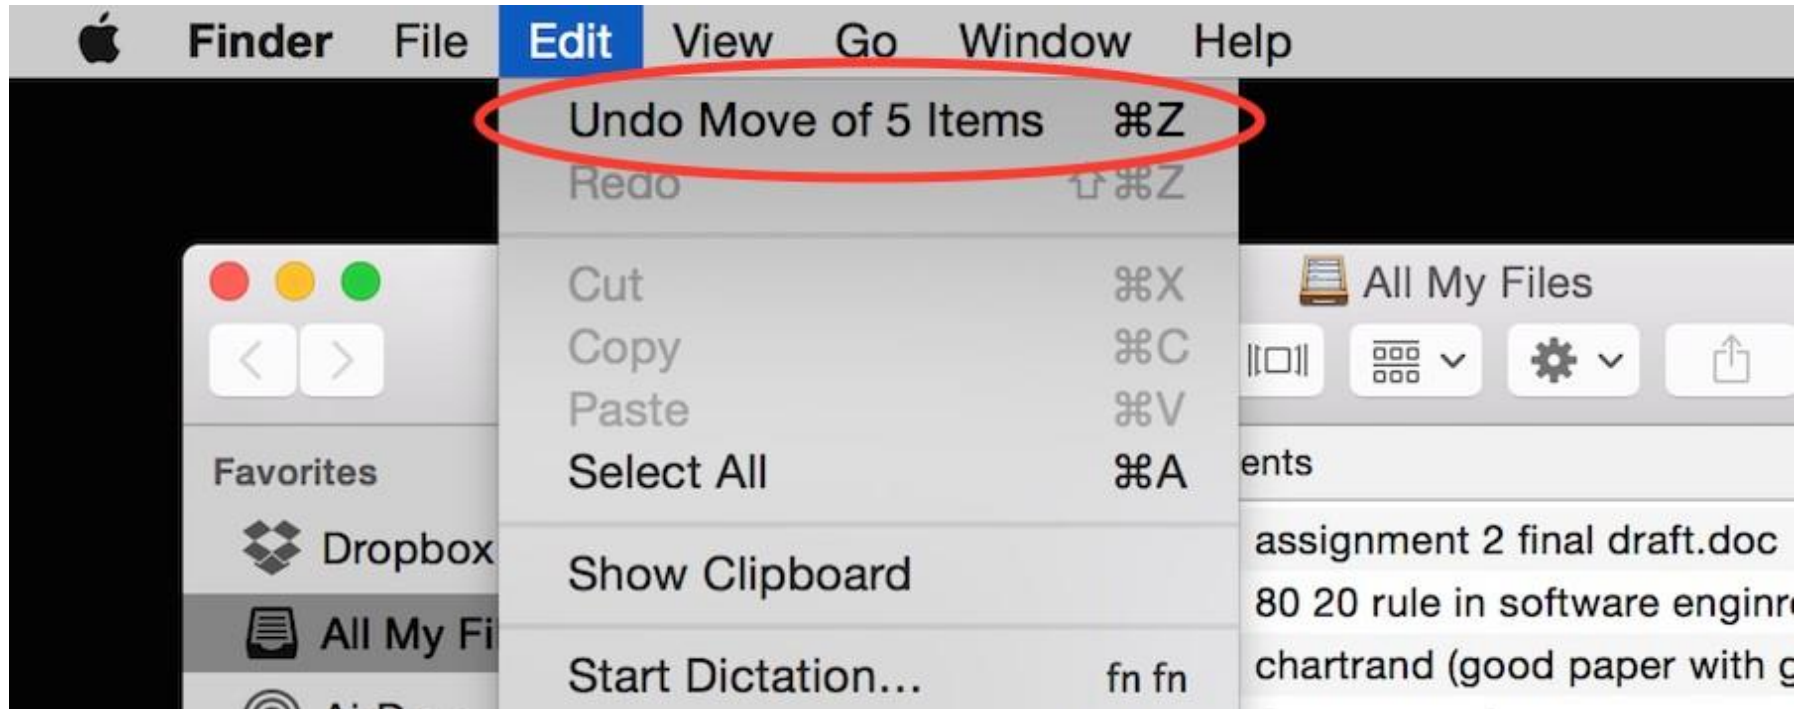 Finder File Edit View Go Window Help
Undo Move of 5 Items ⌘Z
Redo ⇧⌘Z
Cut ⌘X
Copy ⌘C
Paste ⌘V
Select All ⌘A
Show Clipboard
Start Dictation... fn fn
Favorites
Dropbox
All My Fi
All My Files
ents
assignment 2 final draft.doc
80 20 rule in software enginr
chartrand (good paper with g